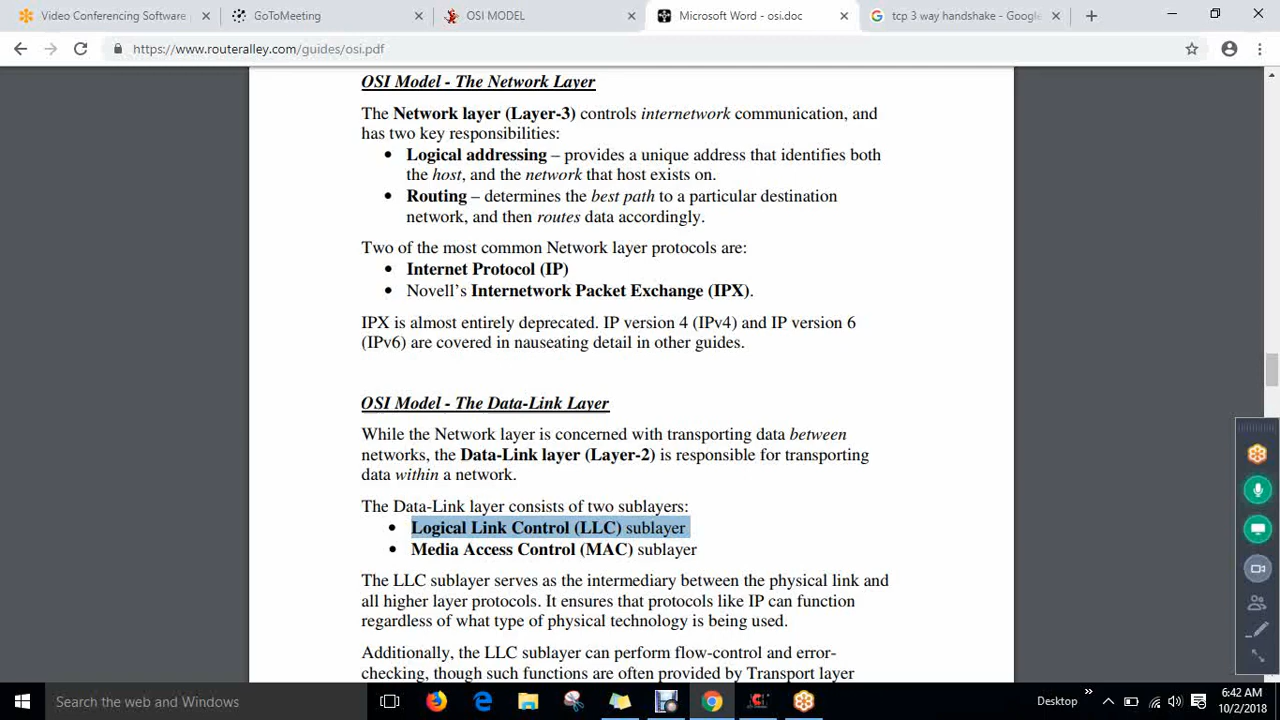 Video Conferencing Software
GoToMeeting
OSI MODEL
Microsoft Word - osi.doc
tcp 3 way handshake - Google
https://www.routeralley.com/guides/osi.pdf
OSI Model - The Network Layer
The Network layer (Layer-3) controls internetwork communication, and
has two key responsibilities:
• Logical addressing – provides a unique address that identifies both
the host, and the network that host exists on.
• Routing – determines the best path to a particular destination
network, and then routes data accordingly.
Two of the most common Network layer protocols are:
• Internet Protocol (IP)
• Novell’s Internetwork Packet Exchange (IPX).
IPX is almost entirely deprecated. IP version 4 (IPv4) and IP version 6
(IPv6) are covered in nauseating detail in other guides.
OSI Model - The Data-Link Layer
While the Network layer is concerned with transporting data between
networks, the Data-Link layer (Layer-2) is responsible for transporting
data within a network.
The Data-Link layer consists of two sublayers:
• Logical Link Control (LLC) sublayer
• Media Access Control (MAC) sublayer
The LLC sublayer serves as the intermediary between the physical link and
all higher layer protocols. It ensures that protocols like IP can function
regardless of what type of physical technology is being used.
Additionally, the LLC sublayer can perform flow-control and error-
checking, though such functions are often provided by Transport layer
Search the web and Windows
Desktop
6:42 AM
10/2/2018